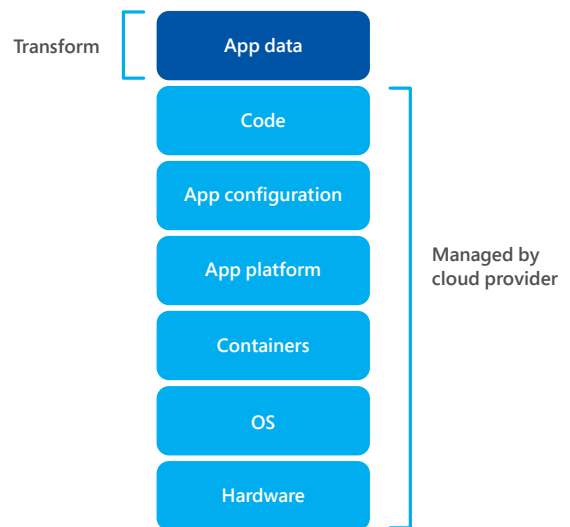 Transform
App data
Code
App configuration
App platform
Managed by
cloud provider
Containers
OS
Hardware